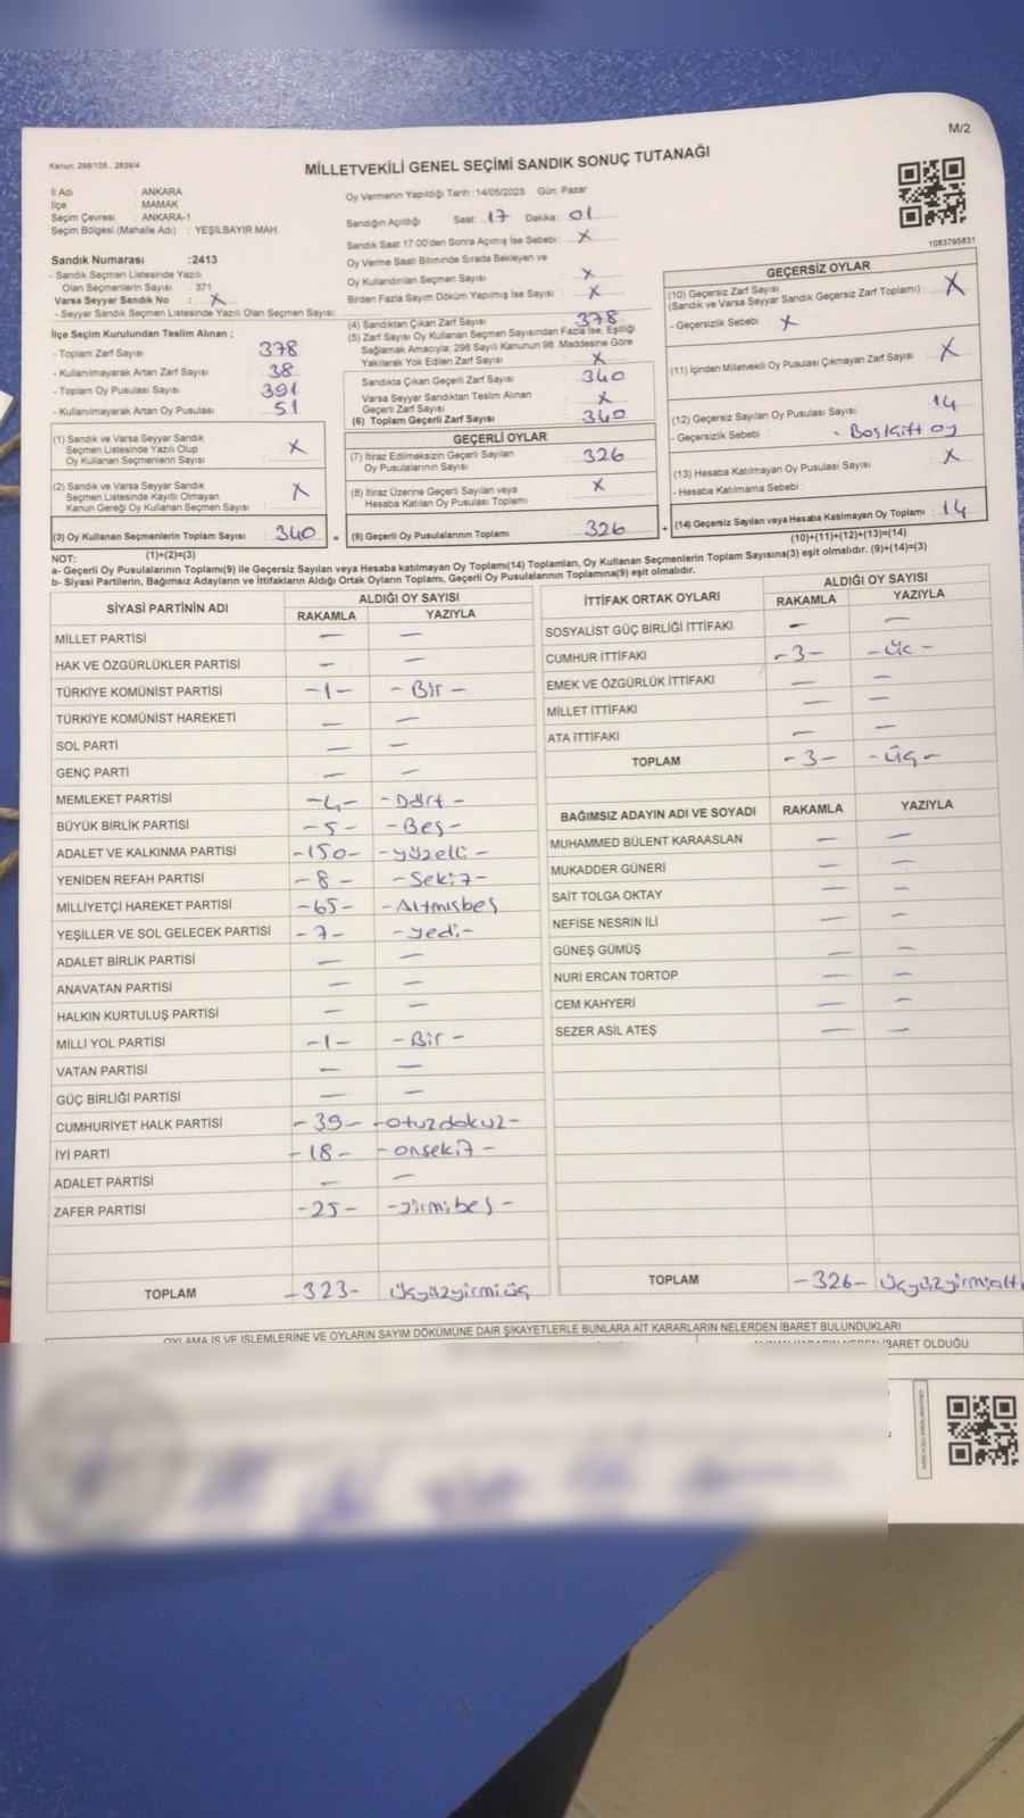 M/2
Kanun: 298/105 , 2839/4
MİLLETVEKİLİ GENEL SEÇİMİ SANDIK SONUÇ TUTANAĞI
İl Adı ANKARA
İlçe MAMAK
Seçim Çevresi ANKARA-1
Seçim Bölgesi (Mahalle Adı) : YEŞİLBAYIR MAH.
Oy Vermenin Yapıldığı Tarih :14/05/2023 Gün: Pazar
Sandığın Açıldığı Saat: 17 Dakika: 01
Sandık Saat 17:00'den Sonra Açılmış İse Sebebi: X
Oy Verme Saati Bitiminde Sırada Bekleyen ve
Oy Kullandırılan Seçmen Sayısı X
Birden Fazla Sayım Döküm Yapılmış İse Sayısı X
1083795831
Sandık Numarası :2413
- Sandık Seçmen Listesinde Yazılı
Olan Seçmenlerin Sayısı 371
Varsa Seyyar Sandık No : X
- Seyyar Sandık Seçmen Listesinde Yazılı Olan Seçmen Sayısı:
İlçe Seçim Kurulundan Teslim Alınan ;
- Toplam Zarf Sayısı 378
- Kullanılmayarak Artan Zarf Sayısı 38
- Toplam Oy Pusulası Sayısı 391
- Kullanılmayarak Artan Oy Pusulası 51
(1) Sandık ve Varsa Seyyar Sandık
Seçmen Listesinde Yazılı Olup
Oy Kullanan Seçmenlerin Sayısı X
(2) Sandık ve Varsa Seyyar Sandık
Seçmen Listesinde Kayıtlı Olmayan
Kanun Gereği Oy Kullanan Seçmen Sayısı X
(3) Oy Kullanan Seçmenlerin Toplam Sayısı : 340
(1)+(2)=(3)
(4) Sandıktan Çıkan Zarf Sayısı 378
(5) Zarf Sayısı Oy Kullanan Seçmen Sayısından Fazla İse, Eşitliği
Sağlamak Amacıyla; 298 Sayılı Kanunun 98. Maddesine Göre
Yakılarak Yok Edilen Zarf Sayısı X
Sandıkta Çıkan Geçerli Zarf Sayısı 340
Varsa Seyyar Sandıktan Teslim Alınan
Geçerli Zarf Sayısı X
(6) Toplam Geçerli Zarf Sayısı 340
GEÇERLİ OYLAR
(7) İtiraz Edilmeksizin Geçerli Sayılan
Oy Pusulalarının Sayısı 326
(8) İtiraz Üzerine Geçerli Sayılan veya
Hesaba Katılan Oy Pusulası Toplamı X
= (9) Geçerli Oy Pusulalarının Toplamı 326 +
GEÇERSİZ OYLAR
(10) Geçersiz Zarf Sayısı
(Sandık ve Varsa Seyyar Sandık Geçersiz Zarf Toplamı) : X
- Geçersizlik Sebebi X
(11) İçinden Milletvekili Oy Pusulası Çıkmayan Zarf Sayısı X
(12) Geçersiz Sayılan Oy Pusulası Sayısı 14
- Geçersizlik Sebebi
(13) Hesaba Katılmayan Oy Pusulası Sayısı X
- Hesaba Katılmama Sebebi
(14) Geçersiz Sayılan veya Hesaba Katılmayan Oy Toplamı : 14
(10)+(11)+(12)+(13)=(14)
NOT:
a- Geçerli Oy Pusulalarının Toplamı(9) ile Geçersiz Sayılan veya Hesaba katılmayan Oy Toplamı(14) Toplamları, Oy Kullanan Seçmenlerin Toplam Sayısına(3) eşit olmalıdır. (9)+(14)=(3)
b- Siyasi Partilerin, Bağımsız Adayların ve İttifakların Aldığı Ortak Oyların Toplamı, Geçerli Oy Pusulalarının Toplamına(9) eşit olmalıdır.
SİYASİ PARTİNİN ADI ALDIĞI OY SAYISI
RAKAMLA YAZIYLA
MİLLET PARTİSİ — —
HAK VE ÖZGÜRLÜKLER PARTİSİ — —
TÜRKİYE KOMÜNİST PARTİSİ -1- -Bir-
TÜRKİYE KOMÜNİST HAREKETİ — —
SOL PARTİ — —
GENÇ PARTİ — —
MEMLEKET PARTİSİ -4- -Dört-
BÜYÜK BİRLİK PARTİSİ -5- -Beş-
ADALET VE KALKINMA PARTİSİ -150- -yüzelli-
YENİDEN REFAH PARTİSİ -8- -Sekiz-
MİLLİYETÇİ HAREKET PARTİSİ -65- -Altmışbeş
YEŞİLLER VE SOL GELECEK PARTİSİ -7- -yedi-
ADALET BİRLİK PARTİSİ — —
ANAVATAN PARTİSİ — —
HALKIN KURTULUŞ PARTİSİ — —
MİLLİ YOL PARTİSİ -1- -Bir-
VATAN PARTİSİ — —
GÜÇ BİRLİĞİ PARTİSİ — —
CUMHURİYET HALK PARTİSİ -39- -otuzdokuz-
İYİ PARTİ -18- -onsekiz-
ADALET PARTİSİ — —
ZAFER PARTİSİ -25- -yirmibeş-
TOPLAM -323- üçyüzyirmiüç
İTTİFAK ORTAK OYLARI ALDIĞI OY SAYISI
RAKAMLA YAZIYLA
SOSYALİST GÜÇ BİRLİĞİ İTTİFAKI — —
CUMHUR İTTİFAKI -3- -üç-
EMEK VE ÖZGÜRLÜK İTTİFAKI — —
MİLLET İTTİFAKI — —
ATA İTTİFAKI — —
TOPLAM -3- -üç-
BAĞIMSIZ ADAYIN ADI VE SOYADI RAKAMLA YAZIYLA
MUHAMMED BÜLENT KARAASLAN — —
MUKADDER GÜNERİ — —
SAİT TOLGA OKTAY — —
NEFİSE NESRİN İLİ — —
GÜNEŞ GÜMÜŞ — —
NURİ ERCAN TORTOP — —
CEM KAHYERİ — —
SEZER ASİL ATEŞ — —
TOPLAM -326- üçyüzyirmialtı
OYLAMA İŞ VE İŞLEMLERİNE VE OYLARIN SAYIM DÖKÜMÜNE DAİR ŞİKAYETLERLE BUNLARA AİT KARARLARIN NELERDEN İBARET BULUNDUKLARI
İBARET OLDUĞU